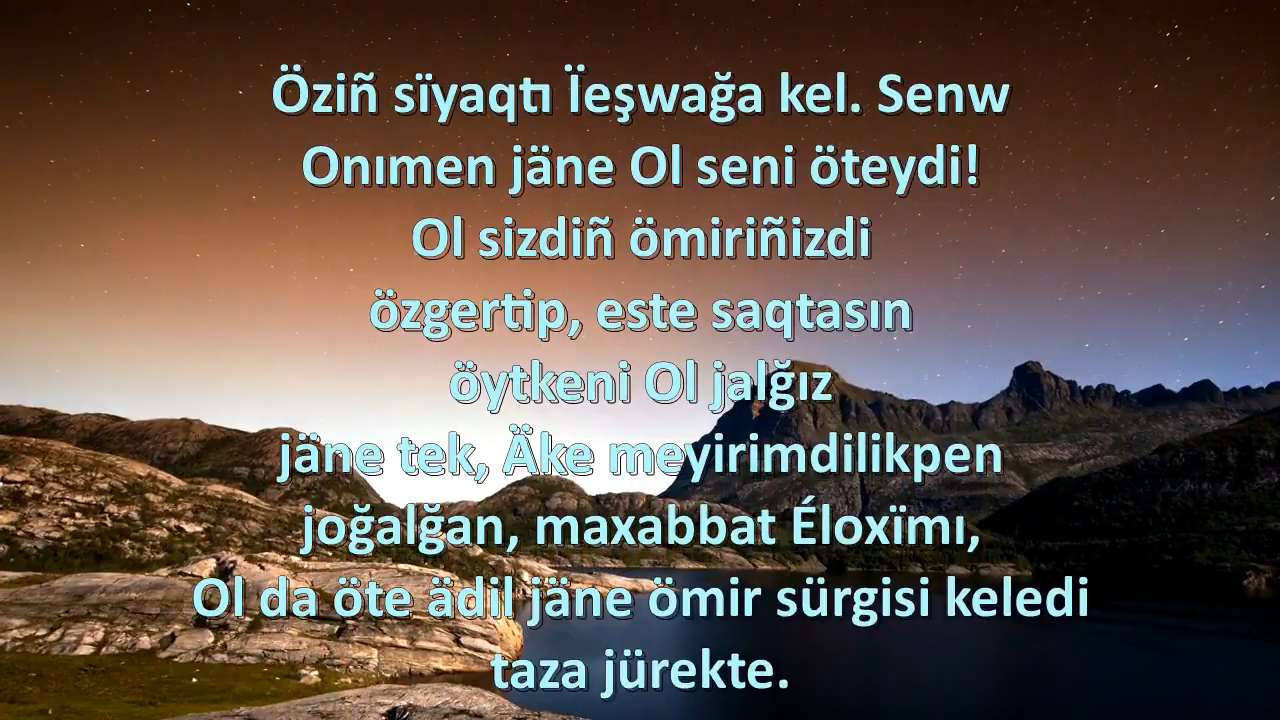 Öziñ sïyaqtı Ïeşwağa kel. Senw
Onımen jäne Ol seni öteydi!
Ol sizdiñ ömiriñizdi
özgertip, este saqtasın
öytkeni Ol jalğız
jäne tek, Äke meyirimdilikpen
joğalğan, maxabbat Éloxïmı,
Ol da öte ädil jäne ömir sürgisi keledi
taza jürekte.